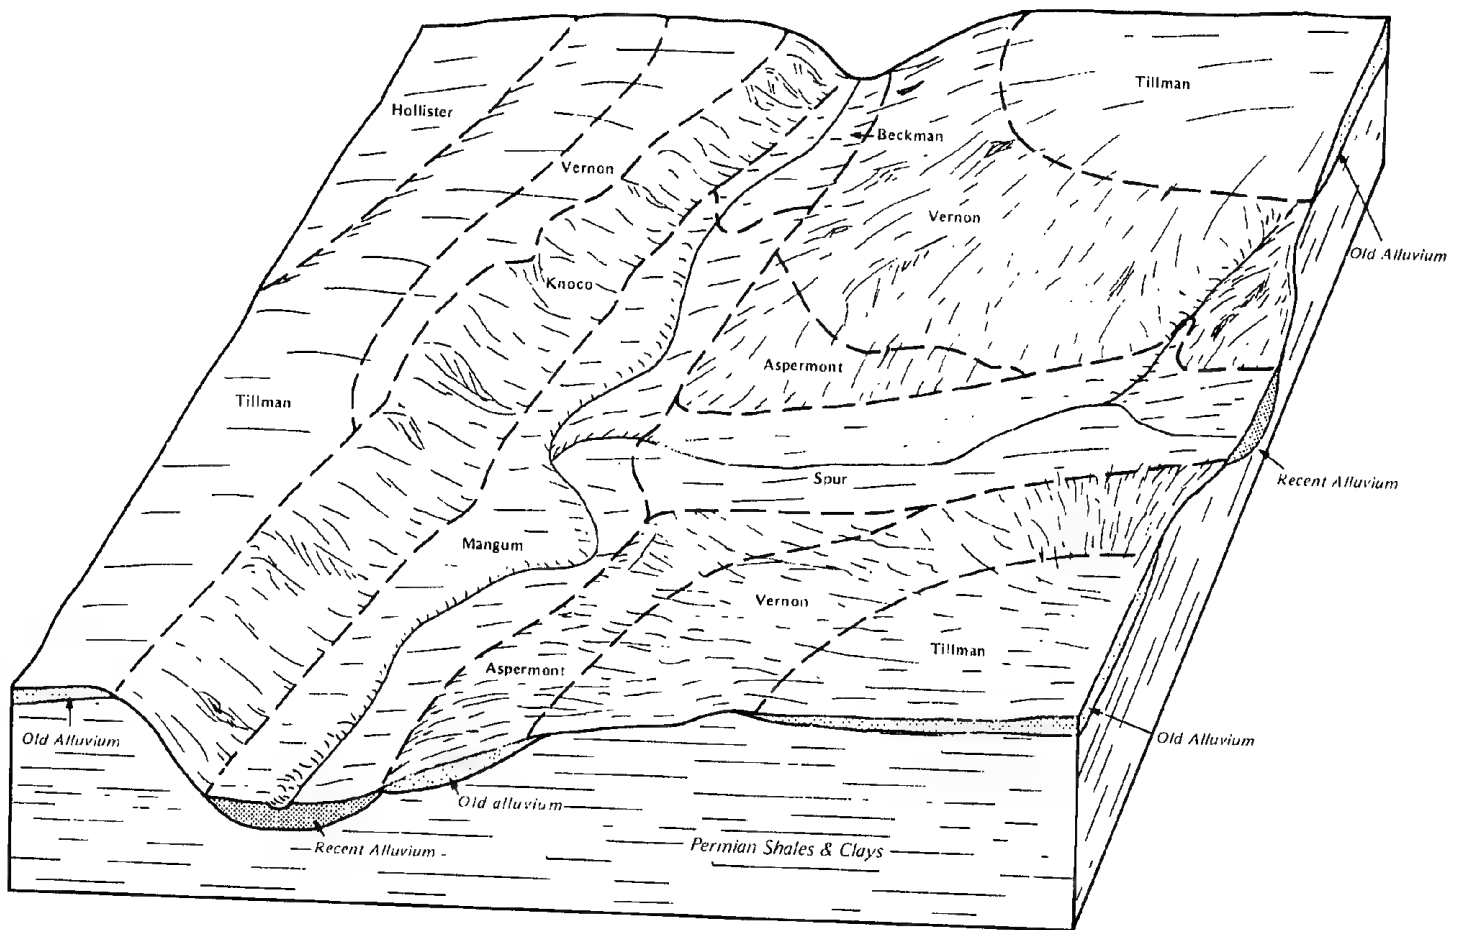 Tillman
Hollister
Beckman
Vernon
Vernon
Old Alluvium
Knoco
Aspermont
Tillman
Spur
Recent Alluvium
Mangum
Vernon
Tillman
Aspermont
Old Alluvium
Old Alluvium
Old alluvium
Recent Alluvium
Permian Shales & Clays